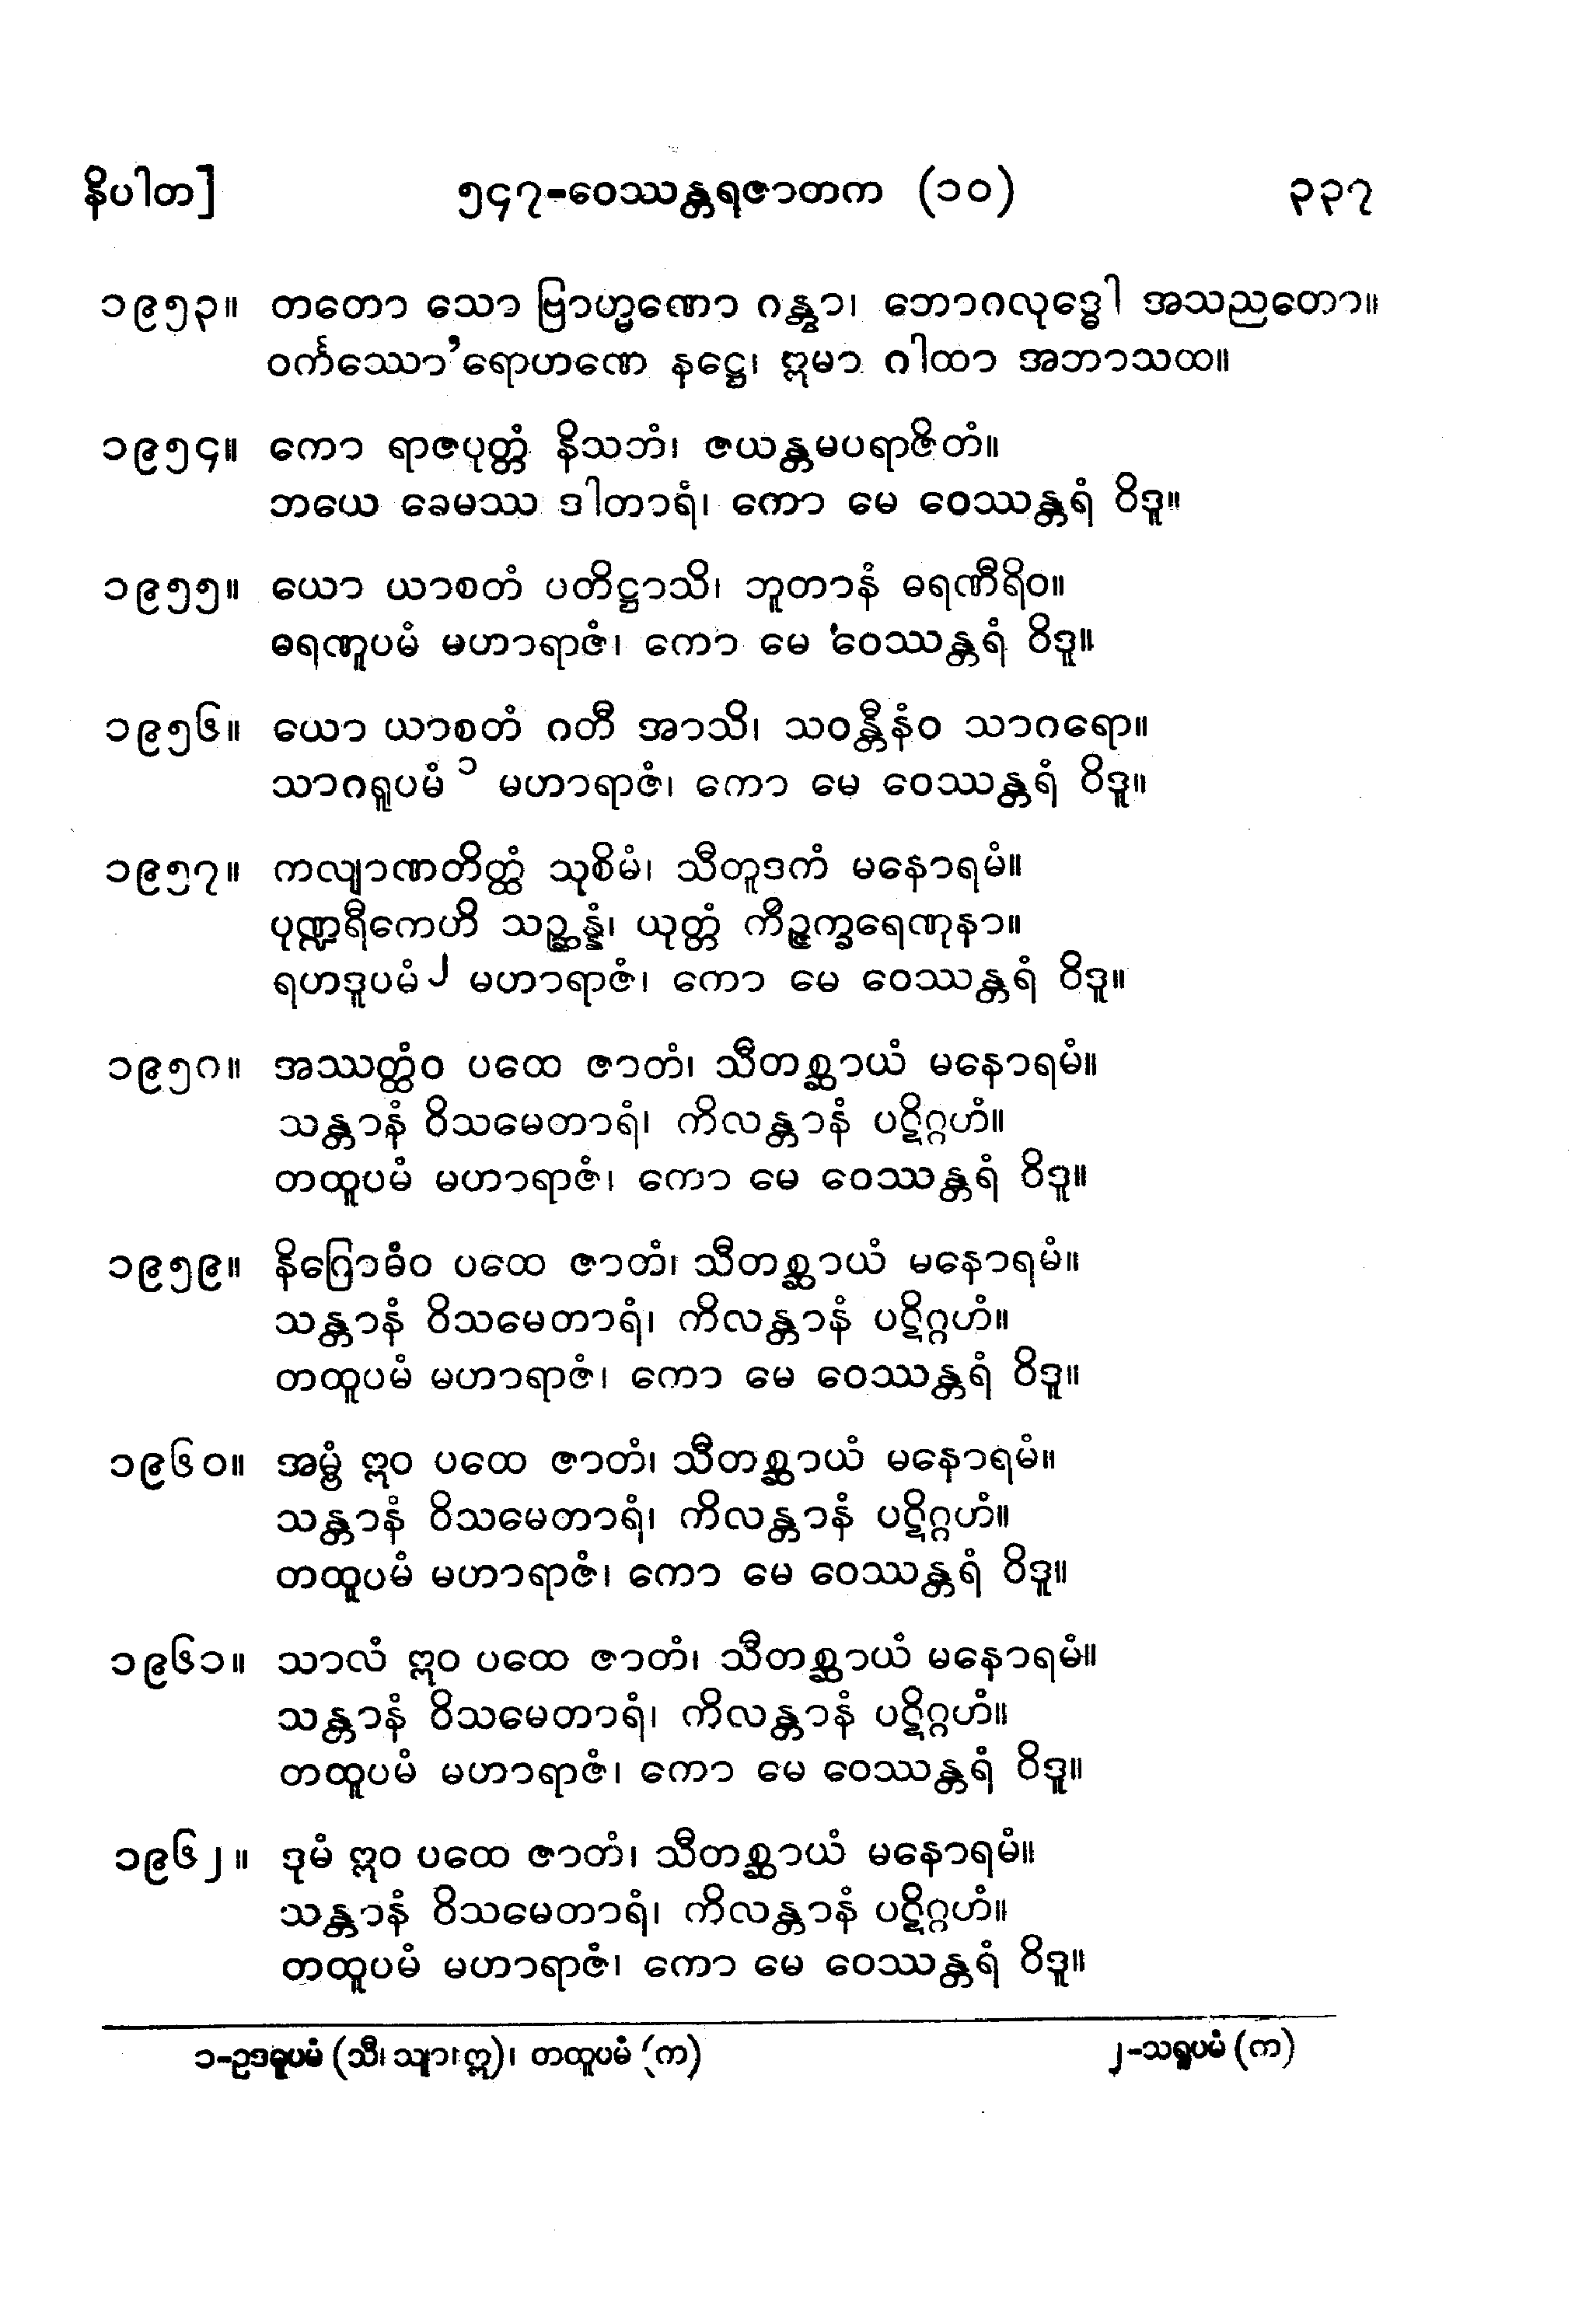 နိပါတ] ၅၄၇-ဝေဿန္တရဇာတက (၁၀) ၃၃၇
၁၉၅၃။ တတော သော ဗြာဟ္မဏော ဂန္တွာ၊ ဘောဂလုဒ္ဓေါ အသညတော။
ဝင်္ကဿော’ရောဟဏေ နဋ္ဌေ၊ ဣမာ ဂါထာ အဘာသထ။
၁၉၅၄။ ကော ရာဇပုတ္တံ နိသဘံ၊ ဇယန္တမပရာဇိတံ။
ဘယေ ခေမဿ ဒါတာရံ၊ ကော မေ ဝေဿန္တရံ ဝိဒူ။
၁၉၅၅။ ယော ယာစတံ ပတိဋ္ဌာသိ၊ ဘူတာနံ ဓရဏီရိဝ။
ဓရဏူပမံ မဟာရာဇံ၊ ကော မေ ဝေဿန္တရံ ဝိဒူ။
၁၉၅၆။ ယော ယာစတံ ဂတီ အာသိ၊ သဝန္တီနံဝ သာဂရော။
သာဂရူပမံ ၁ မဟာရာဇံ၊ ကော မေ ဝေဿန္တရံ ဝိဒူ။
၁၉၅၇။ ကလျာဏတိတ္ထံ သုစိမံ၊ သီတူဒကံ မနောရမံ။
ပုဏ္ဍရီကေဟိ သဉ္ဆန္နံ၊ ယုတ္တံ ကိဉ္ဇက္ခရေဏုနာ။
ရဟဒူပမံ ၂ မဟာရာဇံ၊ ကော မေ ဝေဿန္တရံ ဝိဒူ။
၁၉၅၈။ အဿတ္ထံဝ ပထေ ဇာတံ၊ သီတစ္ဆာယံ မနောရမံ။
သန္တာနံ ဝိသမေတာရံ၊ ကိလန္တာနံ ပဋိဂ္ဂဟံ။
တထူပမံ မဟာရာဇံ၊ ကော မေ ဝေဿန္တရံ ဝိဒူ။
၁၉၅၉။ နိဂြောဓံဝ ပထေ ဇာတံ၊ သီတစ္ဆာယံ မနောရမံ။
သန္တာနံ ဝိသမေတာရံ၊ ကိလန္တာနံ ပဋိဂ္ဂဟံ။
တထူပမံ မဟာရာဇံ၊ ကော မေ ဝေဿန္တရံ ဝိဒူ။
၁၉၆၀။ အမ္ဗံ ဣဝ ပထေ ဇာတံ၊ သီတစ္ဆာယံ မနောရမံ။
သန္တာနံ ဝိသမေတာရံ၊ ကိလန္တာနံ ပဋိဂ္ဂဟံ။
တထူပမံ မဟာရာဇံ၊ ကော မေ ဝေဿန္တရံ ဝိဒူ။
၁၉၆၁။ သာလံ ဣဝ ပထေ ဇာတံ၊ သီတစ္ဆာယံ မနောရမံ။
သန္တာနံ ဝိသမေတာရံ၊ ကိလန္တာနံ ပဋိဂ္ဂဟံ။
တထူပမံ မဟာရာဇံ၊ ကော မေ ဝေဿန္တရံ ဝိဒူ။
၁၉၆၂။ ဒုမံ ဣဝ ပထေ ဇာတံ၊ သီတစ္ဆာယံ မနောရမံ။
သန္တာနံ ဝိသမေတာရံ၊ ကိလန္တာနံ ပဋိဂ္ဂဟံ။
တထူပမံ မဟာရာဇံ၊ ကော မေ ဝေဿန္တရံ ဝိဒူ။
၁-ဥဒရူပမံ (သီ၊ သျာ၊ ဣ)၊ တထူပမံ (က) ၂-သရူပမံ (က)